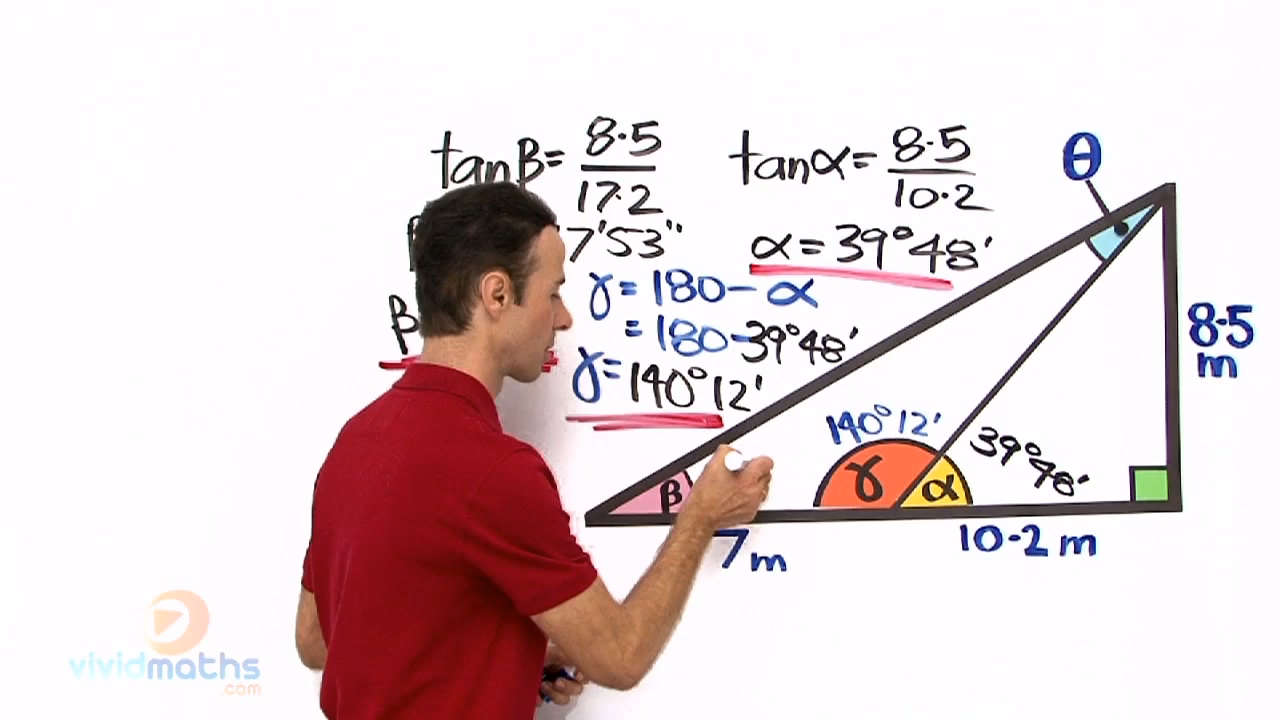 tanβ = 8·5 / 17·2
7'53"
β
tanα = 8·5 / 10·2
α = 39°48'
γ = 180 - α
= 180 - 39°48'
γ = 140°12'
θ
8·5 m
140°12'
39°48'
β
γ
α
7 m
10·2 m
vividmaths
.com